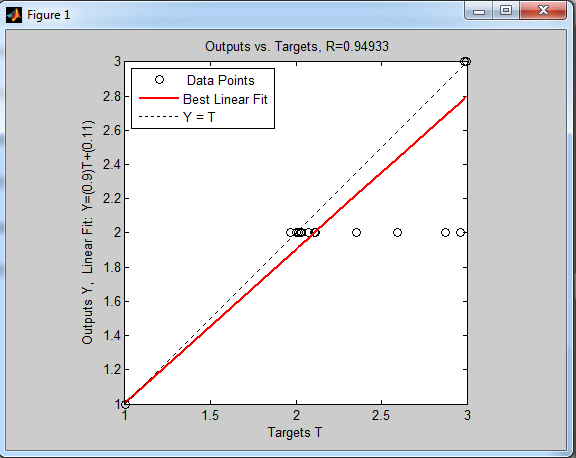 Figure 1
Outputs vs. Targets, R=0.94933
Data Points
Best Linear Fit
Y = T
Outputs Y, Linear Fit: Y=(0.9)T+(0.11)
3
2.8
2.6
2.4
2.2
2
1.8
1.6
1.4
1.2
1
1 1.5 2 2.5 3
Targets T